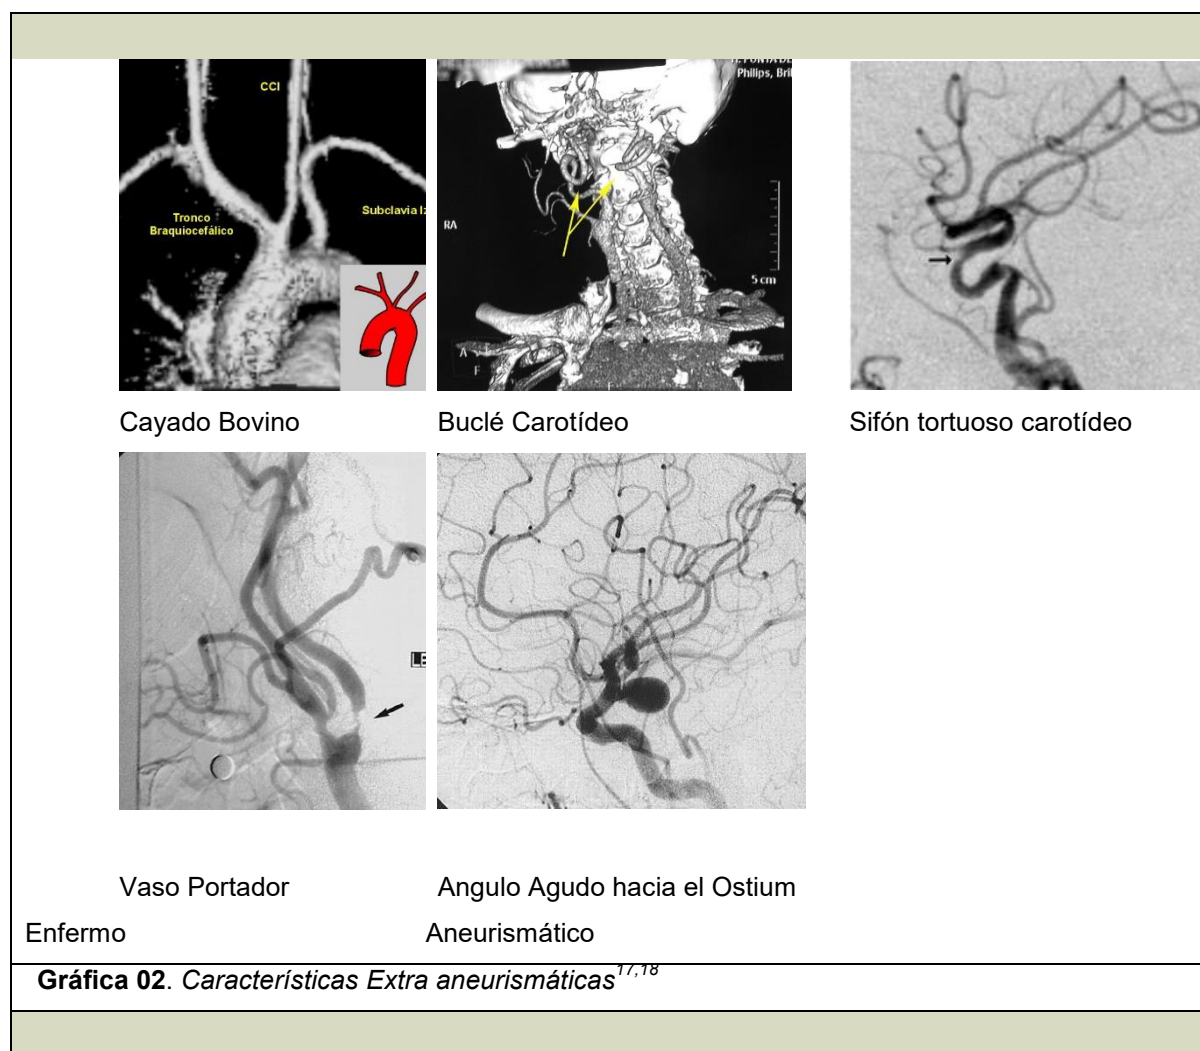 CCI
Tronco
Braquiocefálico
Subclavia Iz
Philips, Bril
RA
5 cm
A
F
Cayado Bovino
Buclé Carotídeo
Sifón tortuoso carotídeo
Vaso Portador
Angulo Agudo hacia el Ostium
Enfermo
Aneurismático
Gráfica 02. Características Extra aneurismáticas17,18